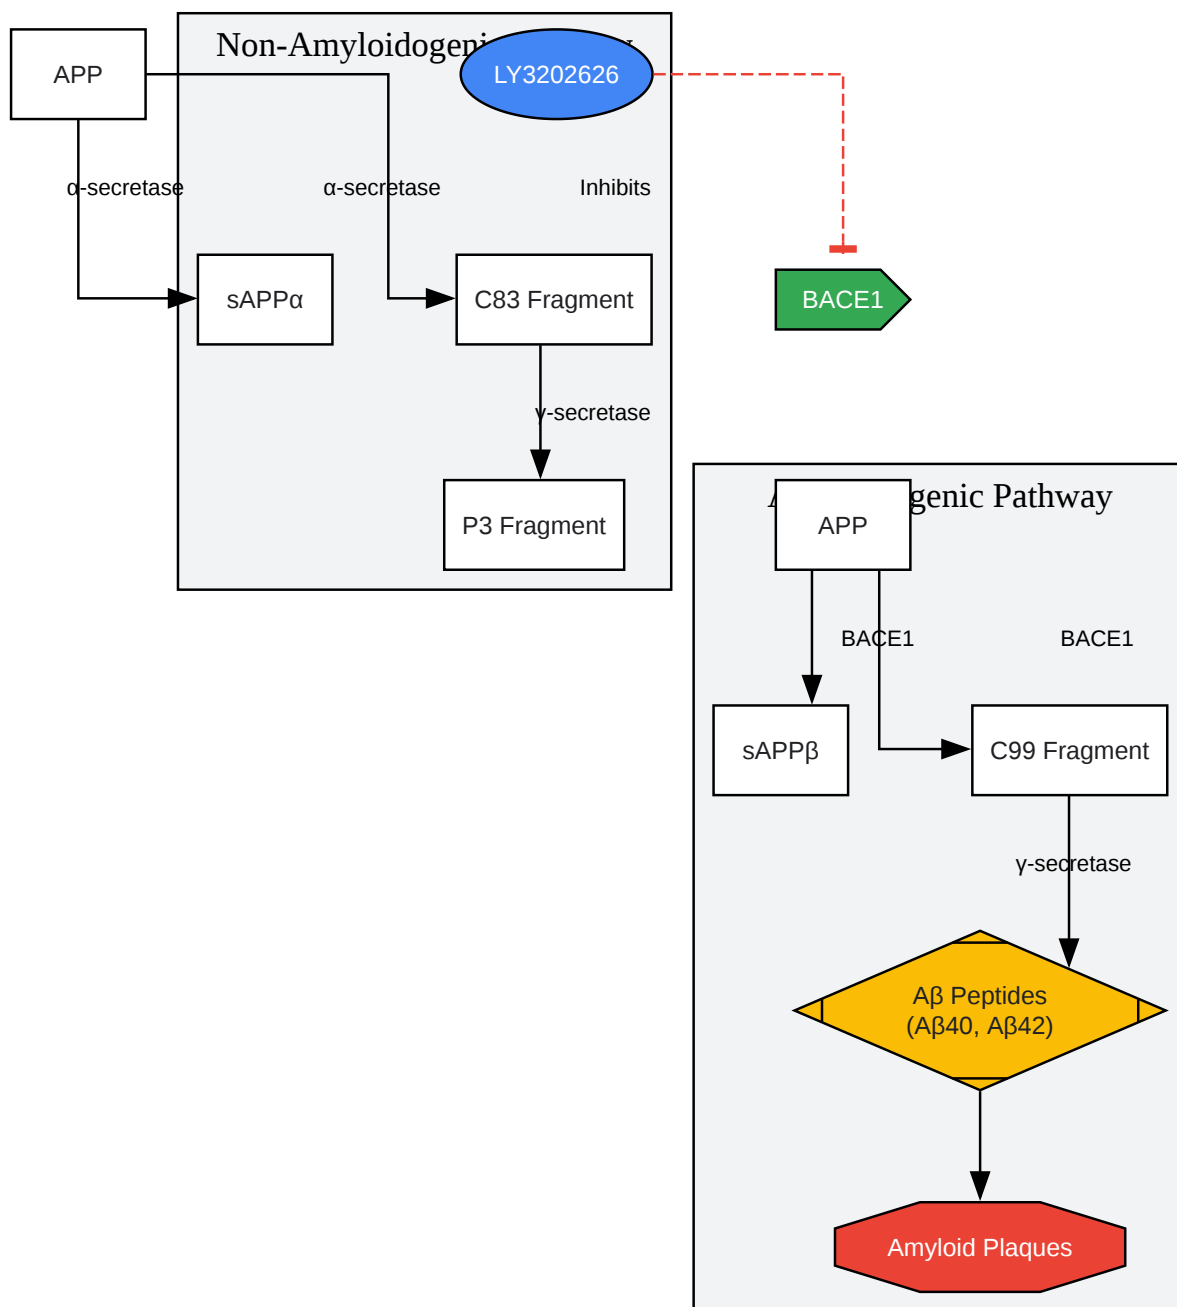 Non-Amyloidogeni
APP
LY3202626
α-secretase
α-secretase
Inhibits
sAPPα
C83 Fragment
BACE1
γ-secretase
P3 Fragment
genic Pathway
APP
BACE1
BACE1
sAPPβ
C99 Fragment
γ-secretase
Aβ Peptides
(Aβ40, Aβ42)
Amyloid Plaques